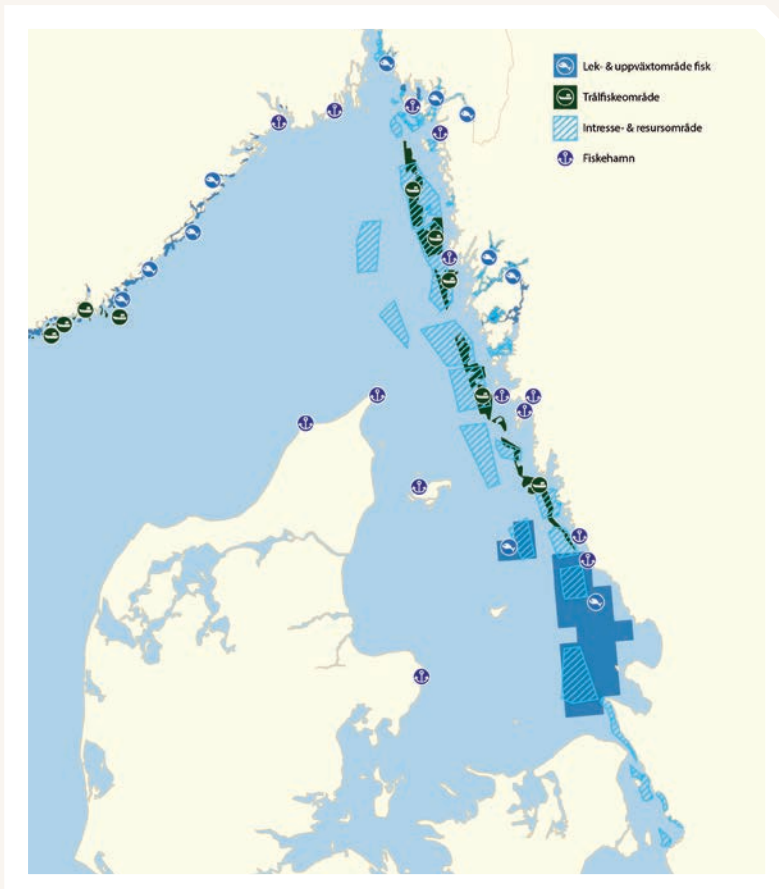 Lek- & uppväxtområde fisk
Trålfiskeområde
Intresse- & resursområde
Fiskehamn